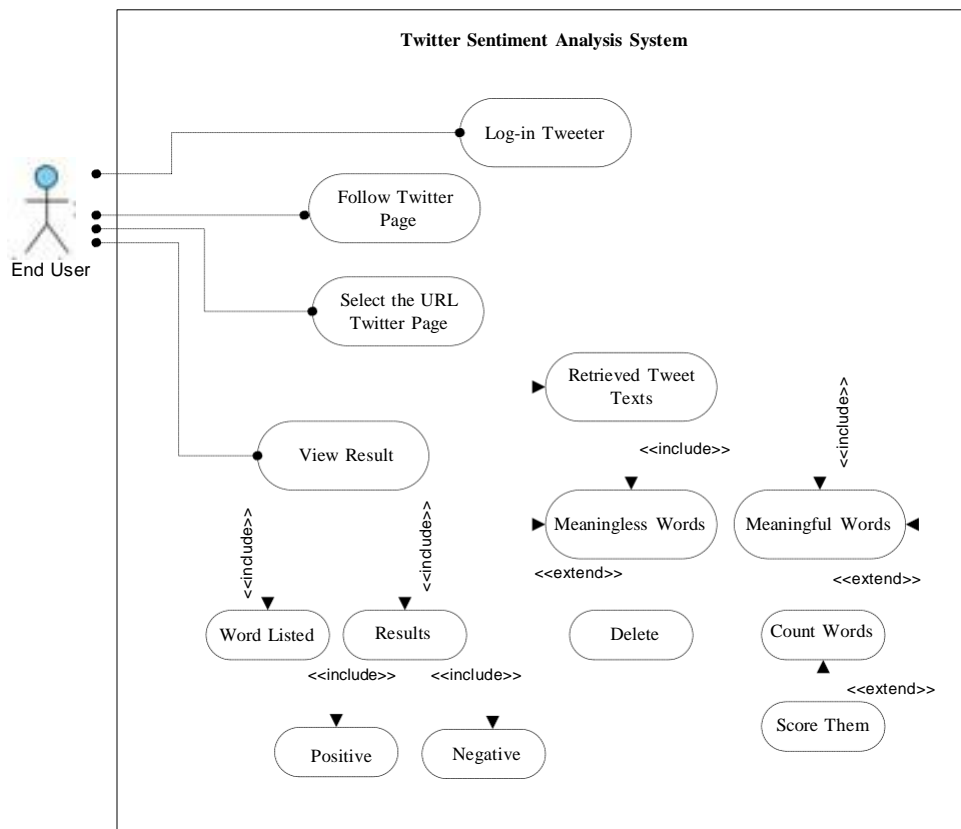 Twitter Sentiment Analysis System
Log-in Tweeter
Follow Twitter
Page
End User
Select the URL
Twitter Page
Retrieved Tweet
Texts
<<include>>
<<include>>
View Result
Meaningless Words
Meaningful Words
<<include>>
<<include>>
<<extend>>
<<extend>>
Word Listed
Results
Delete
Count Words
<<include>>
<<include>>
<<extend>>
Score Them
Positive
Negative